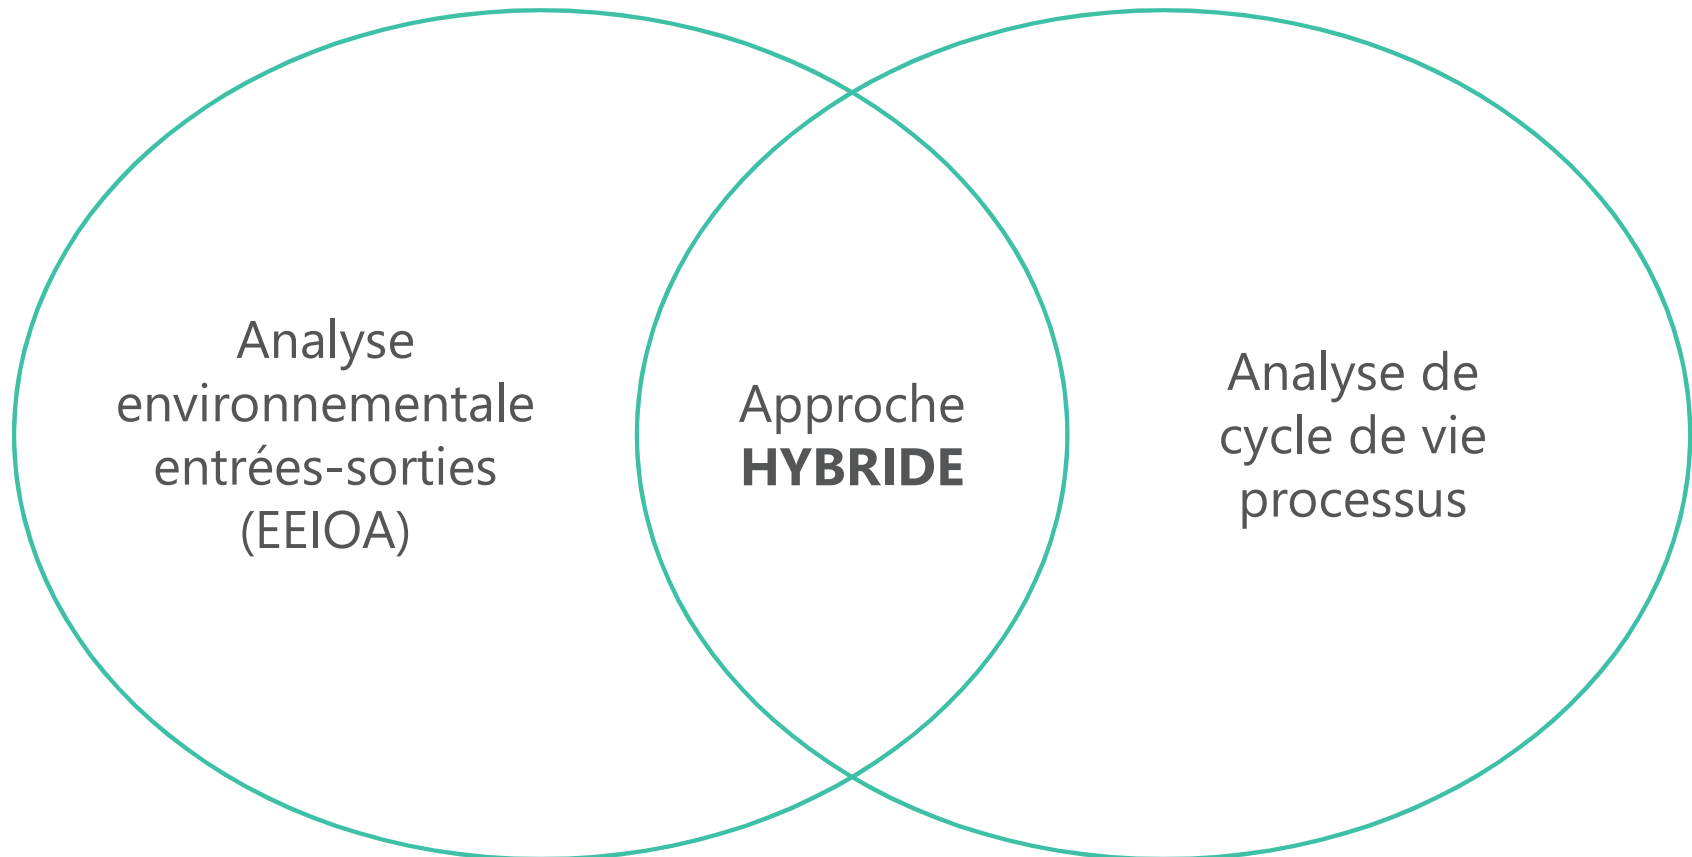 Analyse
environnementale
entrées-sorties
(EEIOA)
Approche
HYBRIDE
Analyse de
cycle de vie
processus